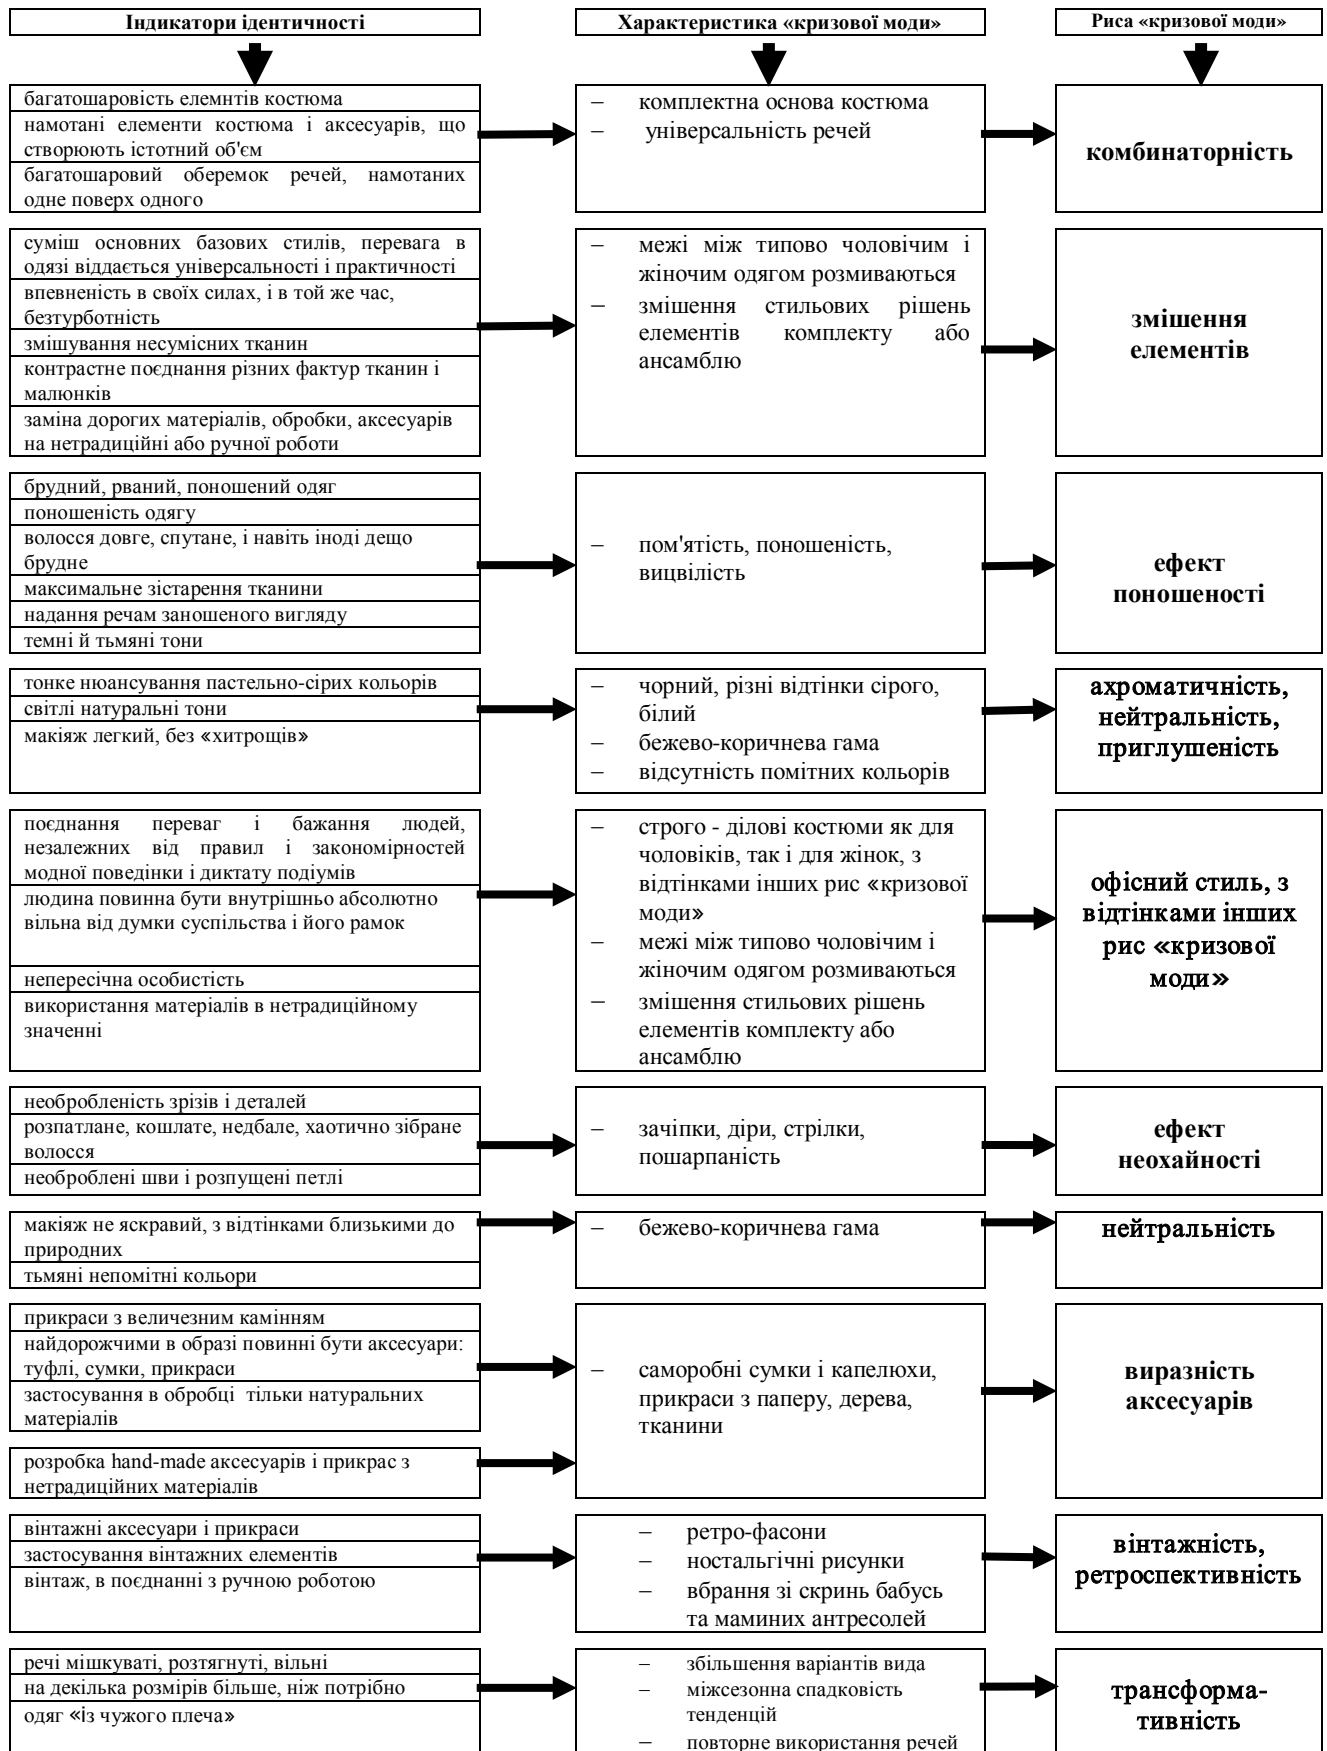 Індикатори ідентичності
Характеристика «кризової моди»
Риса «кризової моди»
багатошаровість елемнтів костюма
намотані елементи костюма і аксесуарів, що
створюють істотний об'єм
багатошаровий оберемок речей, намотаних
одне поверх одного
– комплектна основа костюма
– універсальність речей
комбинаторність
суміш основних базових стилів, перевага в
одязі віддається універсальності і практичності
впевненість в своїх силах, і в той же час,
безтурботність
змішування несумісних тканин
контрастне поєднання різних фактур тканин і
малюнків
заміна дорогих матеріалів, обробки, аксесуарів
на нетрадиційні або ручної роботи
– межі між типово чоловічим і
жіночим одягом розмиваються
– змішення стильових рішень
елементів комплекту або
ансамблю
змішення
елементів
брудний, рваний, поношений одяг
поношеність одягу
волосся довге, спутане, і навіть іноді дещо
брудне
максимальне зістарення тканини
надання речам заношеного вигляду
темні й тьмяні тони
– пом'ятість, поношеність,
вицвілість
ефект
поношеності
тонке нюансування пастельно-сірих кольорів
світлі натуральні тони
макіяж легкий, без «хитрощів»
– чорний, різні відтінки сірого,
білий
– бежево-коричнева гама
– відсутність помітних кольорів
ахроматичність,
нейтральність,
приглушеність
поєднання переваг і бажання людей,
незалежних від правил і закономірностей
модної поведінки і диктату подіумів
людина повинна бути внутрішньо абсолютно
вільна від думки суспільства і його рамок
непересічна особистість
використання матеріалів в нетрадиційному
значенні
– строго - ділові костюми як для
чоловіків, так і для жінок, з
відтінками інших рис «кризової
моди»
– межі між типово чоловічим і
жіночим одягом розмиваються
– змішення стильових рішень
елементів комплекту або
ансамблю
офісний стиль, з
відтінками інших
рис «кризової
моди»
необробленість зрізів і деталей
розпатлане, кошлате, недбале, хаотично зібране
волосся
необроблені шви і розпущені петлі
– зачіпки, діри, стрілки,
пошарпаність
ефект
неохайності
макіяж не яскравий, з відтінками близькими до
природних
тьмяні непомітні кольори
– бежево-коричнева гама
нейтральність
прикраси з величезним камінням
найдорожчими в образі повинні бути аксесуари:
туфлі, сумки, прикраси
застосування в обробці тільки натуральних
матеріалів
розробка hand-made аксесуарів і прикрас з
нетрадиційних матеріалів
– саморобні сумки і капелюхи,
прикраси з паперу, дерева,
тканини
виразність
аксесуарів
вінтажні аксесуари і прикраси
застосування вінтажних елементів
вінтаж, в поєднанні з ручною роботою
– ретро-фасони
– ностальгічні рисунки
– вбрання зі скринь бабусь
та маминих антресолей
вінтажність,
ретроспективність
речі мішкуваті, розтягнуті, вільні
на декілька розмірів більше, ніж потрібно
одяг «із чужого плеча»
– збільшення варіантів вида
– міжсезонна спадковість
тенденцій
– повторне використання речей
трансформа-
тивність